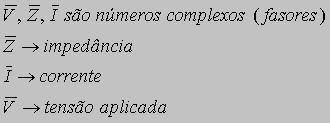 V̅, Z̅, I̅ são números complexos (fasores)
Z̅ → impedância
I̅ → corrente
V̅ → tensão aplicada